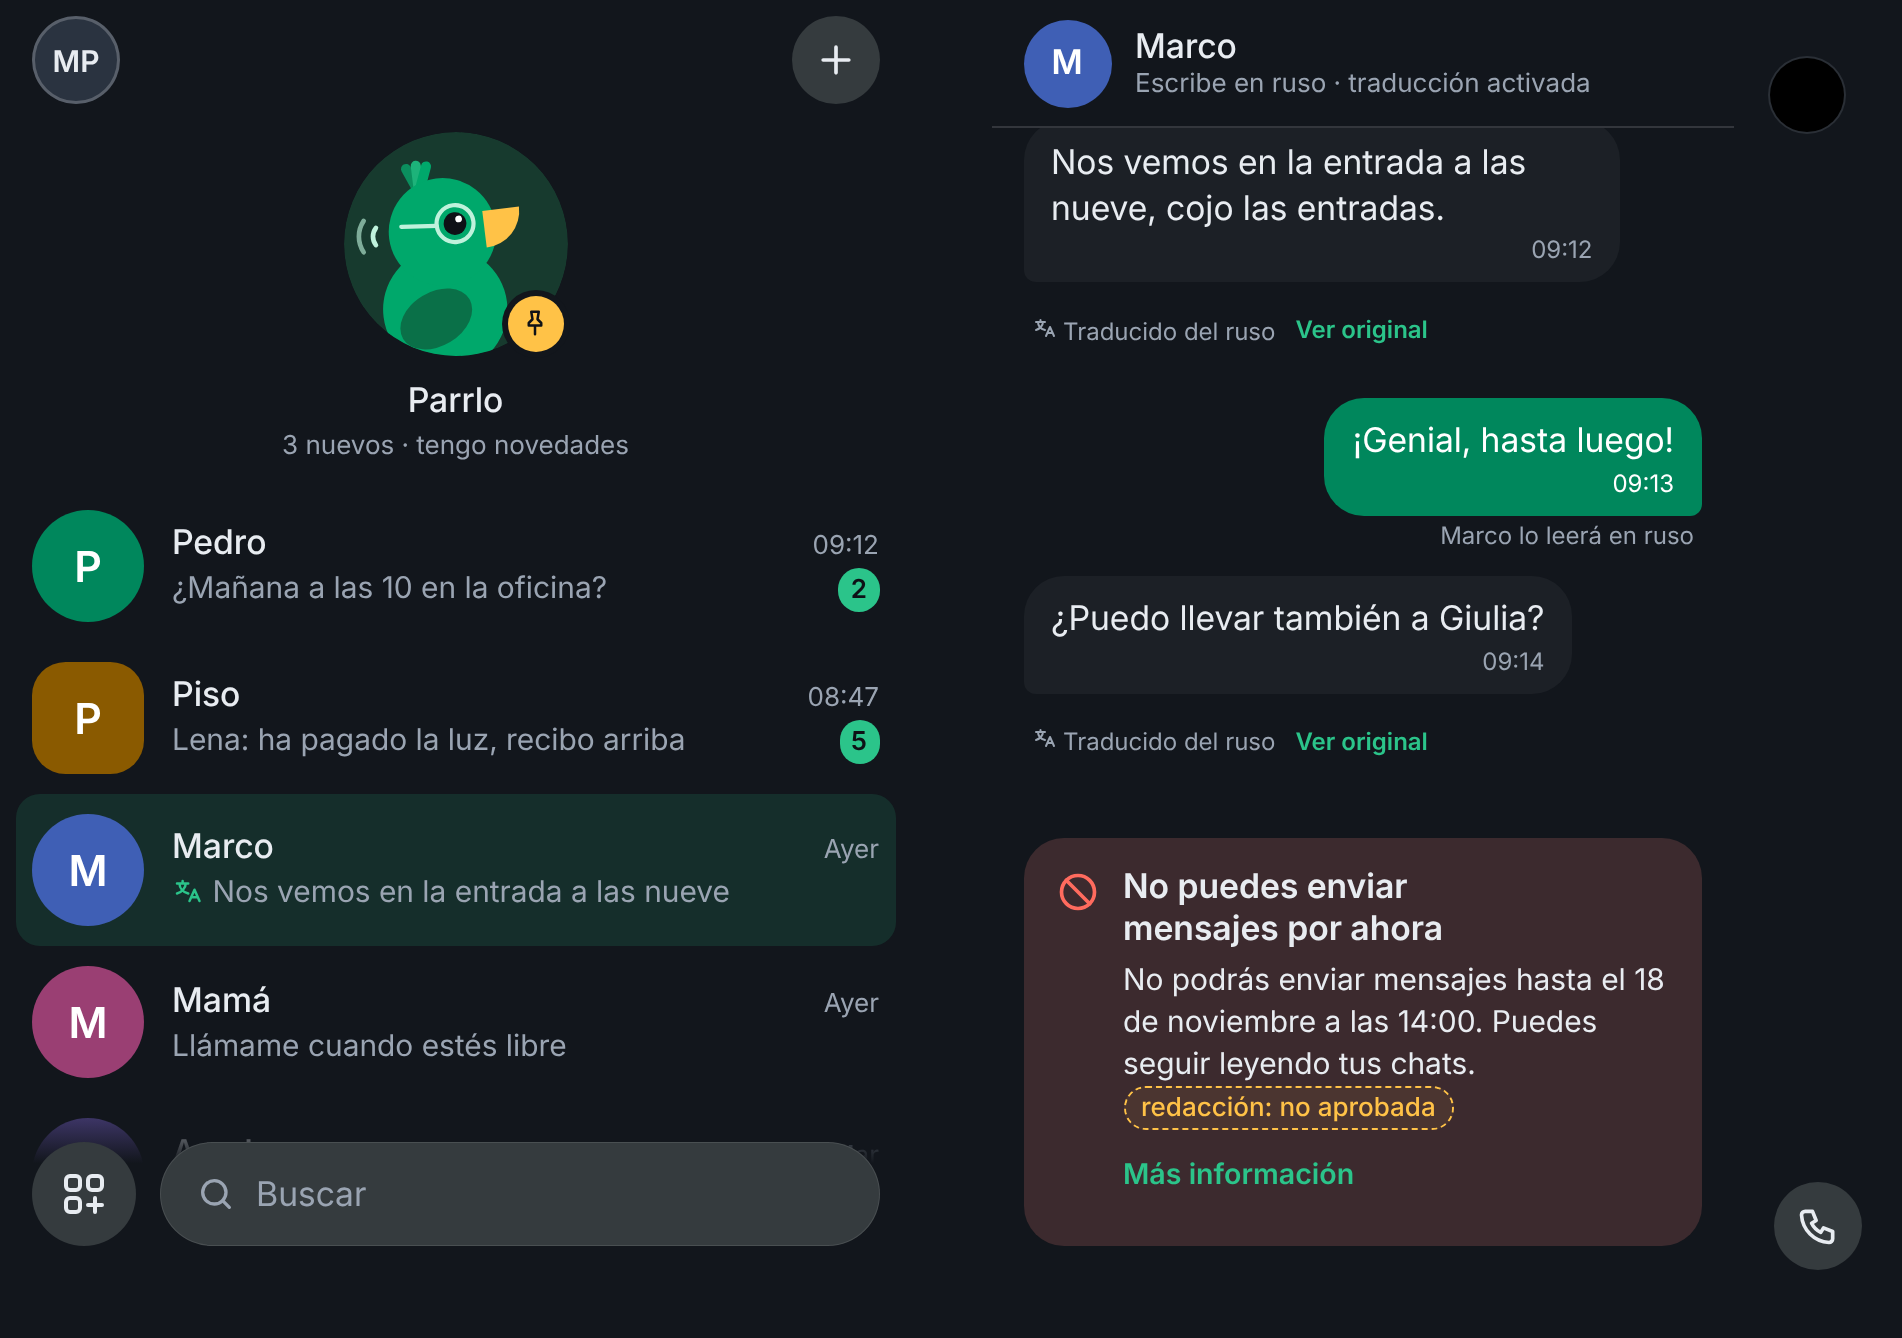 MP
Parrlo
3 nuevos · tengo novedades
P
Pedro
09:12
¿Mañana a las 10 en la oficina?
2
P
Piso
08:47
Lena: ha pagado la luz, recibo arriba
5
M
Marco
Ayer
Nos vemos en la entrada a las nueve
M
Mamá
Ayer
Llámame cuando estés libre
Buscar
M
Marco
Escribe en ruso · traducción activada
Nos vemos en la entrada a las
nueve, cojo las entradas.
09:12
Traducido del ruso Ver original
¡Genial, hasta luego!
09:13
Marco lo leerá en ruso
¿Puedo llevar también a Giulia?
09:14
Traducido del ruso Ver original
No puedes enviar
mensajes por ahora
No podrás enviar mensajes hasta el 18
de noviembre a las 14:00. Puedes
seguir leyendo tus chats.
redacción: no aprobada
Más información